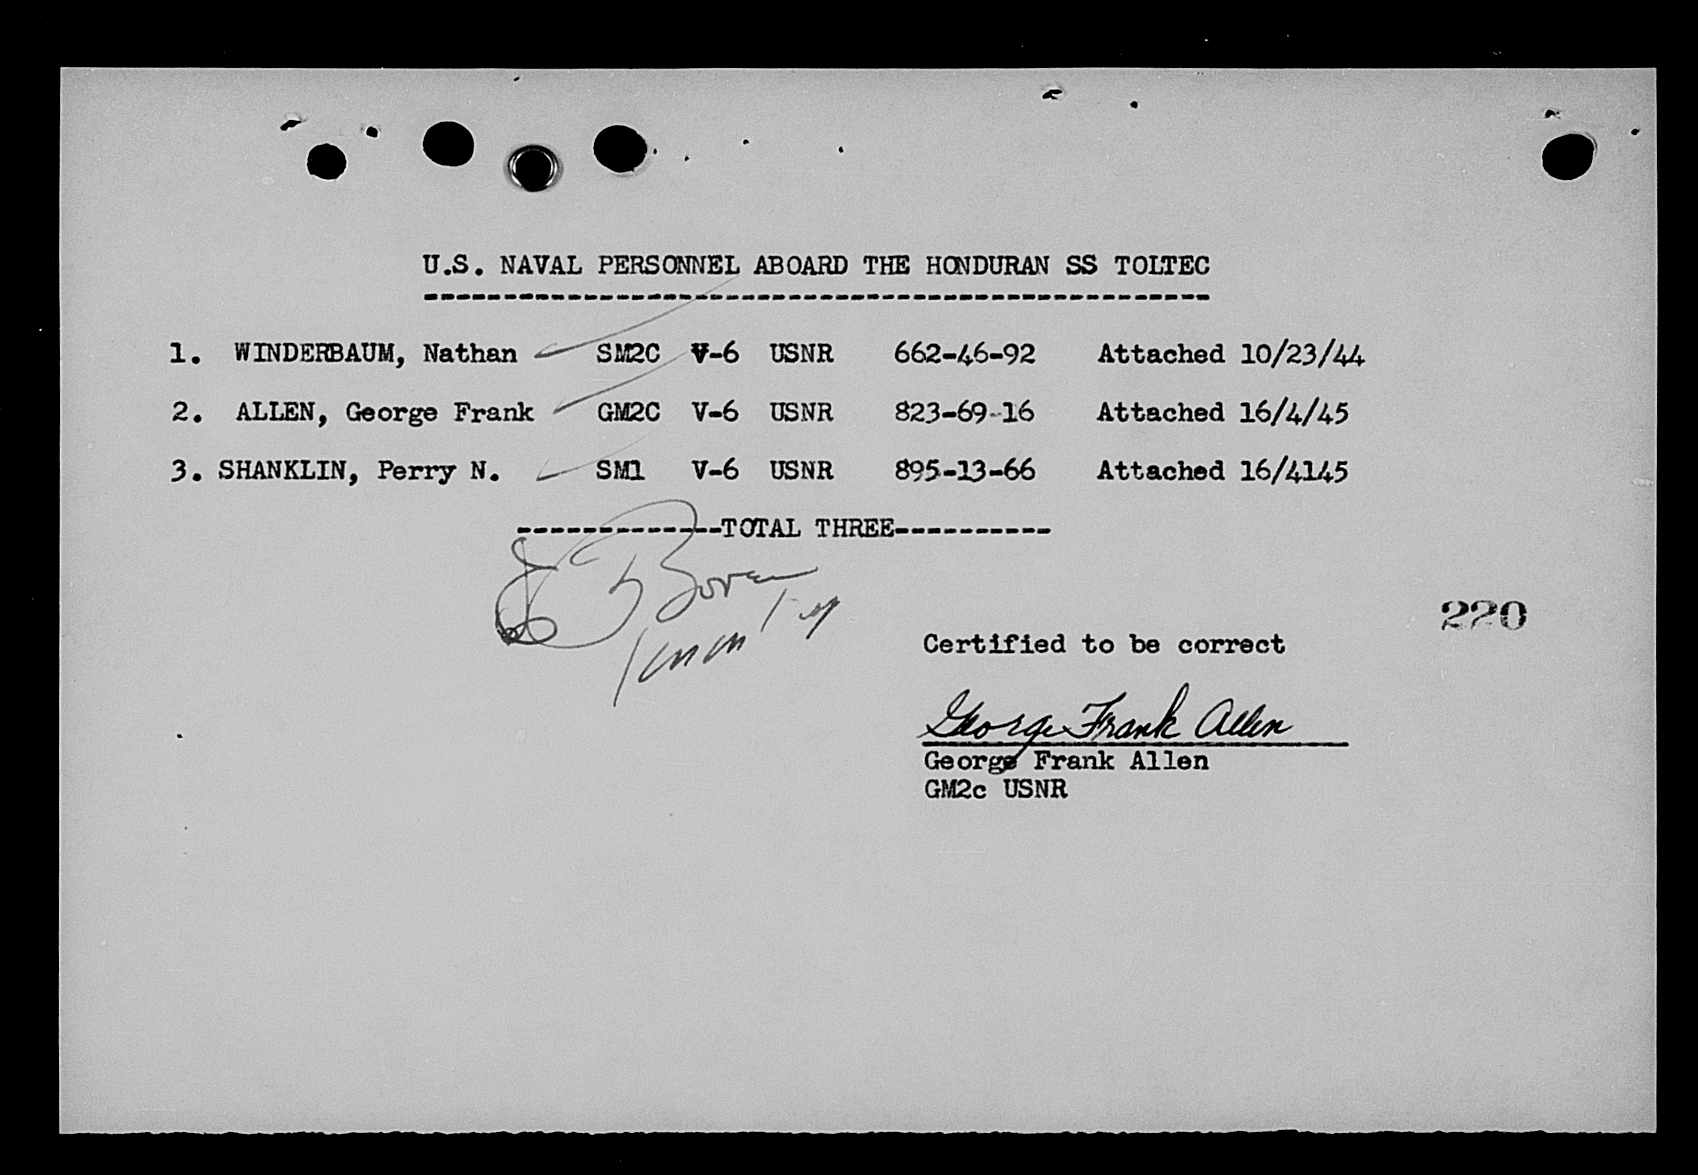 U.S. NAVAL PERSONNEL ABOARD THE HONDURAN SS TOLTEC
--------------------------------------------------
1. WINDERBAUM, Nathan SM2C V-6 USNR 662-46-92 Attached 10/23/44
2. ALLEN, George Frank GM2C V-6 USNR 823-69-16 Attached 16/4/45
3. SHANKLIN, Perry N. SM1 V-6 USNR 895-13-66 Attached 16/4145
-------------TOTAL THREE----------
220
Certified to be correct
George Frank Allen
George Frank Allen
GM2c USNR